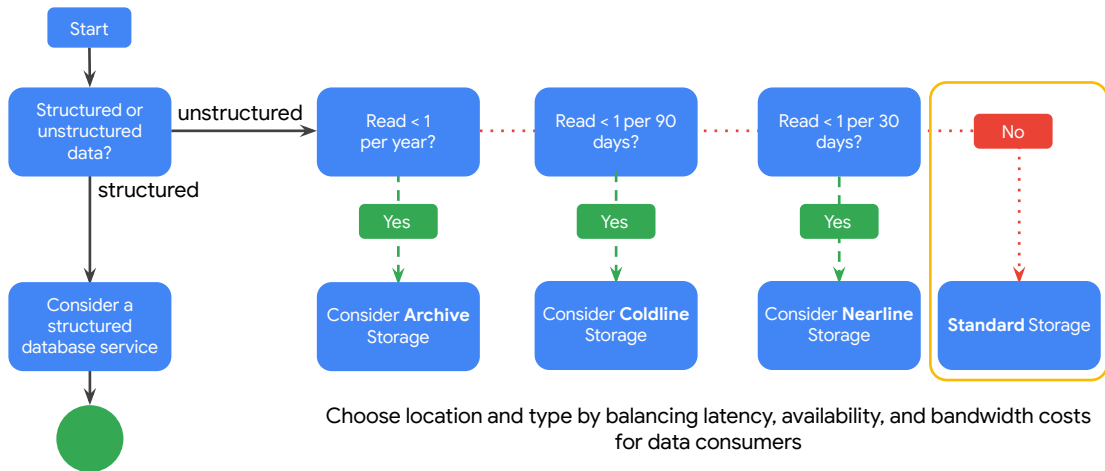 Start
Structured or
unstructured
data?
unstructured
structured
Consider a
structured
database service
Read < 1
per year?
Yes
Consider Archive
Storage
Read < 1 per 90
days?
Yes
Consider Coldline
Storage
Read < 1 per 30
days?
Yes
Consider Nearline
Storage
No
Standard Storage
Choose location and type by balancing latency, availability, and bandwidth costs
for data consumers